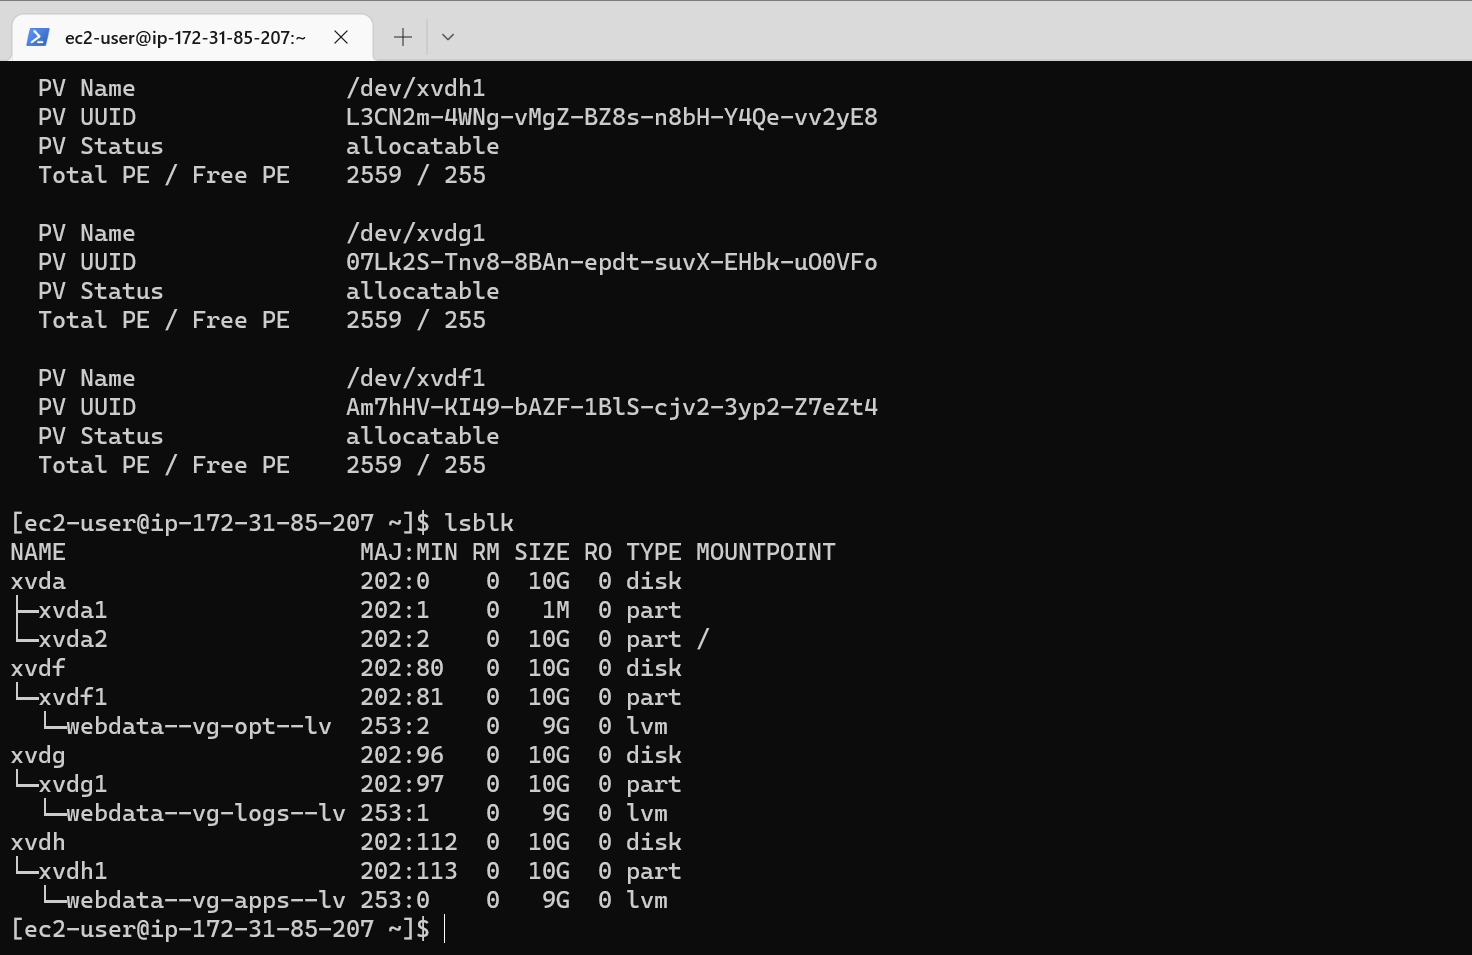 ec2-user@ip-172-31-85-207:~
PV Name               /dev/xvdh1
PV UUID               L3CN2m-4WNg-vMgZ-BZ8s-n8bH-Y4Qe-vv2yE8
PV Status             allocatable
Total PE / Free PE    2559 / 255
PV Name               /dev/xvdg1
PV UUID               07Lk2S-Tnv8-8BAn-epdt-suvX-EHbk-uO0VFo
PV Status             allocatable
Total PE / Free PE    2559 / 255
PV Name               /dev/xvdf1
PV UUID               Am7hHV-KI49-bAZF-1BlS-cjv2-3yp2-Z7eZt4
PV Status             allocatable
Total PE / Free PE    2559 / 255
[ec2-user@ip-172-31-85-207 ~]$ lsblk
NAME                     MAJ:MIN RM SIZE RO TYPE MOUNTPOINT
xvda                     202:0    0  10G  0 disk
├─xvda1                  202:1    0   1M  0 part
└─xvda2                  202:2    0  10G  0 part /
xvdf                     202:80   0  10G  0 disk
└─xvdf1                  202:81   0  10G  0 part
  └─webdata--vg-opt--lv  253:2    0   9G  0 lvm
xvdg                     202:96   0  10G  0 disk
└─xvdg1                  202:97   0  10G  0 part
  └─webdata--vg-logs--lv 253:1    0   9G  0 lvm
xvdh                     202:112  0  10G  0 disk
└─xvdh1                  202:113  0  10G  0 part
  └─webdata--vg-apps--lv 253:0    0   9G  0 lvm
[ec2-user@ip-172-31-85-207 ~]$